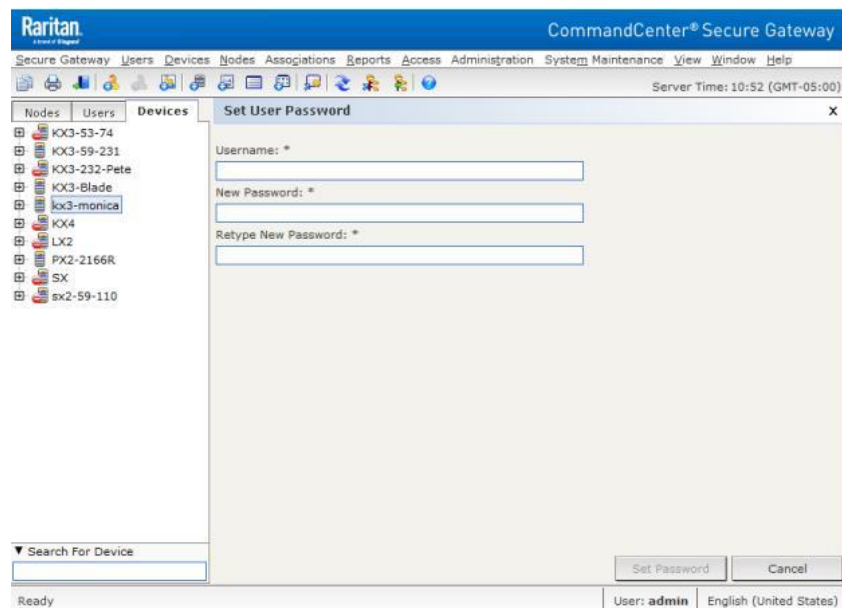 Raritan.
A brand of legrand
CommandCenter® Secure Gateway
Secure Gateway Users Devices Nodes Associations Reports Access Administration System Maintenance View Window Help
Server Time: 10:52 (GMT-05:00)
Nodes Users Devices
Set User Password x
KX3-53-74
KX3-59-231
KX3-232-Pete
KX3-Blade
kx3-monica
KX4
LX2
PX2-2166R
SX
sx2-59-110
Username: *
New Password: *
Retype New Password: *
▼ Search For Device
Set Password Cancel
Ready
User: admin English (United States)